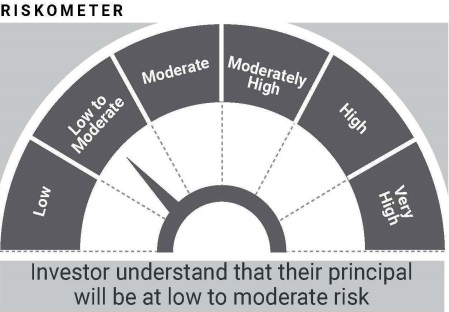 RISKOMETER
Low
Low to
Moderate
Moderate
Moderately
High
High
Very
High
Investor understand that their principal
will be at low to moderate risk